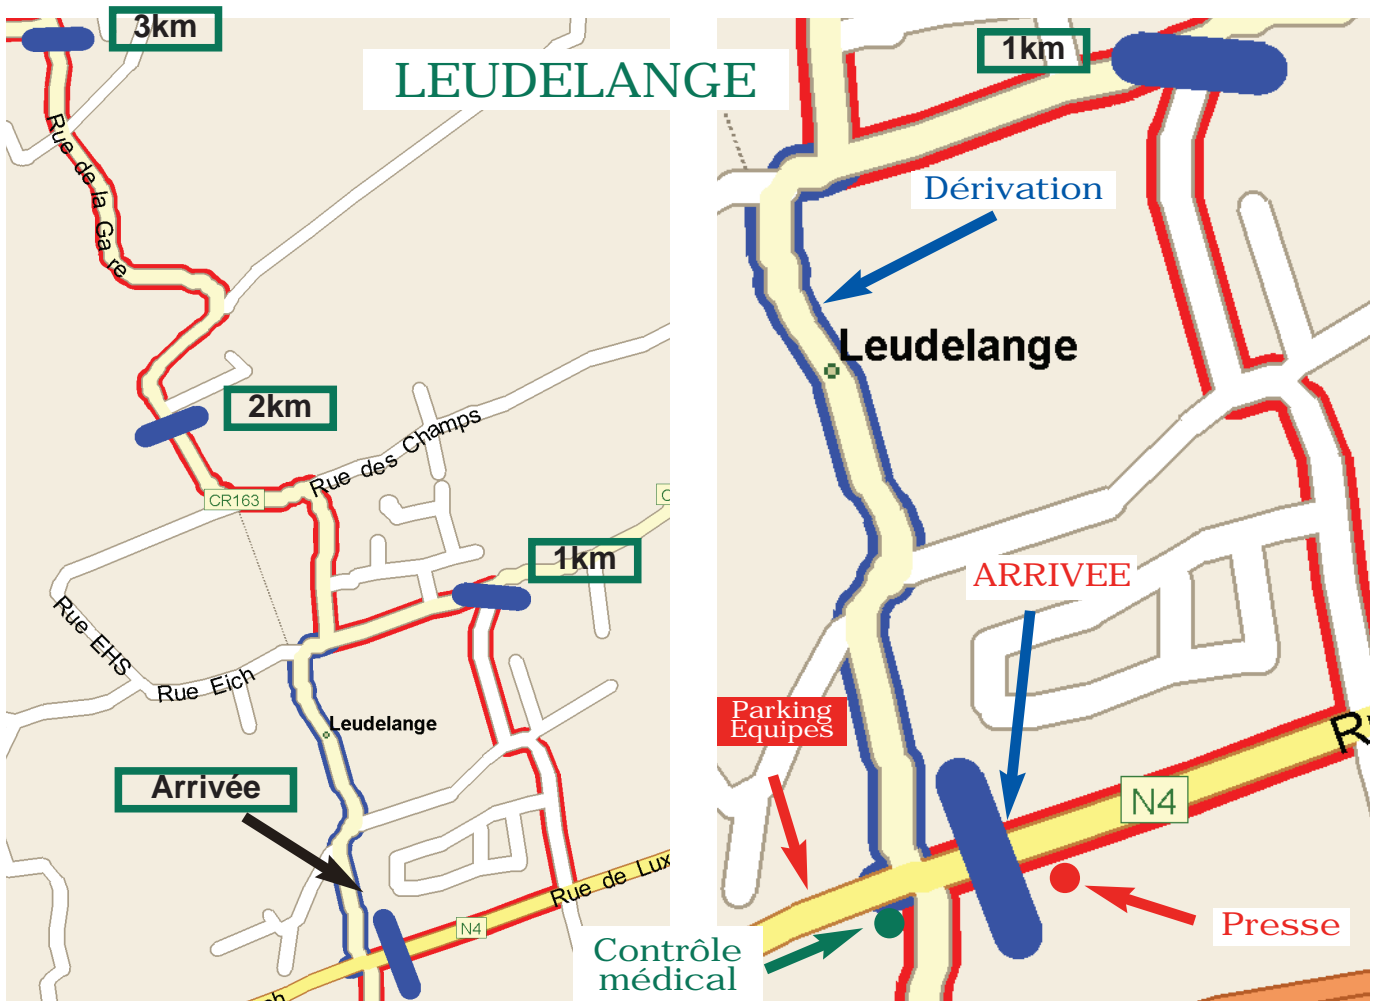 LEUDELANGE
3km
Rue de la Gare
2km
Rue des Champs
CR163
1km
Rue EHS
Rue Eich
Leudelange
Arrivée
Rue de Lux
N4
1km
Dérivation
Leudelange
ARRIVEE
Parking
Equipes
N4
Presse
Contrôle
médical